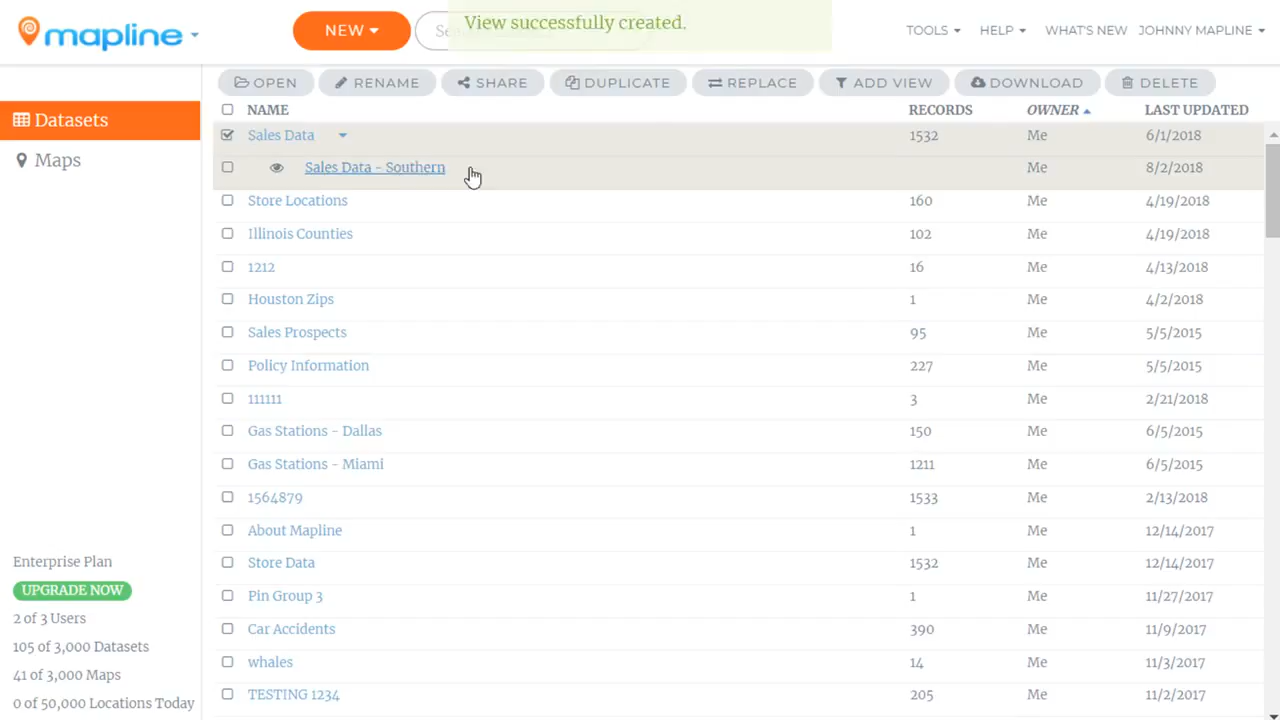 View successfully created.
mapline
NEW
Se
TOOLS
HELP
WHAT'S NEW
JOHNNY MAPLINE
OPEN
RENAME
SHARE
DUPLICATE
REPLACE
ADD VIEW
DOWNLOAD
DELETE
Datasets
Maps
NAME RECORDS OWNER LAST UPDATED
Sales Data 1532 Me 6/1/2018
Sales Data - Southern Me 8/2/2018
Store Locations 160 Me 4/19/2018
Illinois Counties 102 Me 4/19/2018
1212 16 Me 4/13/2018
Houston Zips 1 Me 4/2/2018
Sales Prospects 95 Me 5/5/2015
Policy Information 227 Me 5/5/2015
111111 3 Me 2/21/2018
Gas Stations - Dallas 150 Me 6/5/2015
Gas Stations - Miami 1211 Me 6/5/2015
1564879 1533 Me 2/13/2018
About Mapline 1 Me 12/14/2017
Store Data 1532 Me 12/14/2017
Pin Group 3 1 Me 11/27/2017
Car Accidents 390 Me 11/9/2017
whales 14 Me 11/3/2017
TESTING 1234 205 Me 11/2/2017
Enterprise Plan
UPGRADE NOW
2 of 3 Users
105 of 3,000 Datasets
41 of 3,000 Maps
0 of 50,000 Locations Today